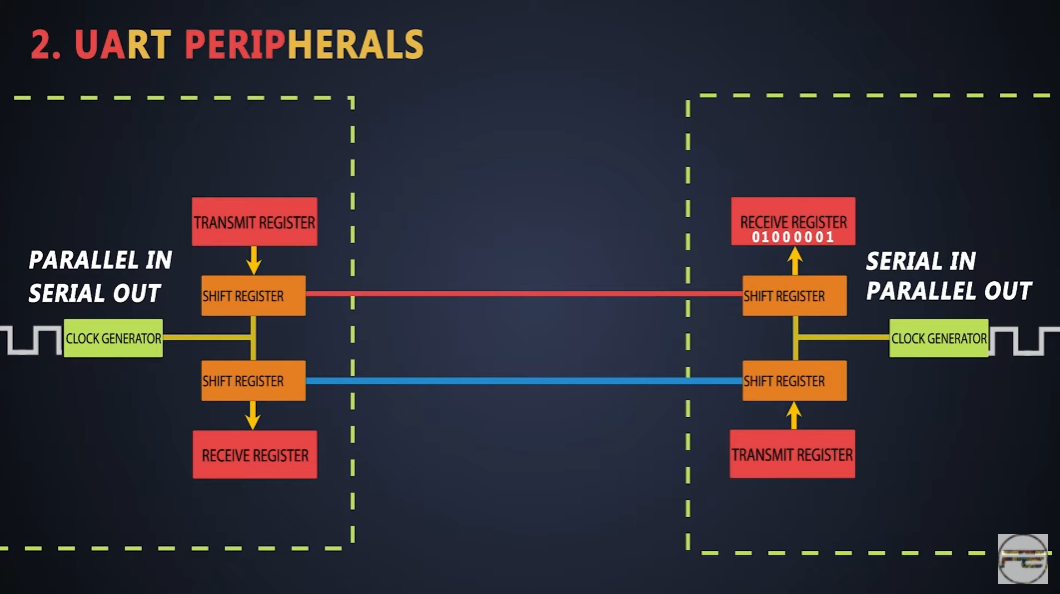 2. UART PERIPHERALS
TRANSMIT REGISTER
RECEIVE REGISTER
01000001
PARALLEL IN
SERIAL OUT
SHIFT REGISTER
SHIFT REGISTER
SERIAL IN
PARALLEL OUT
CLOCK GENERATOR
CLOCK GENERATOR
SHIFT REGISTER
SHIFT REGISTER
RECEIVE REGISTER
TRANSMIT REGISTER